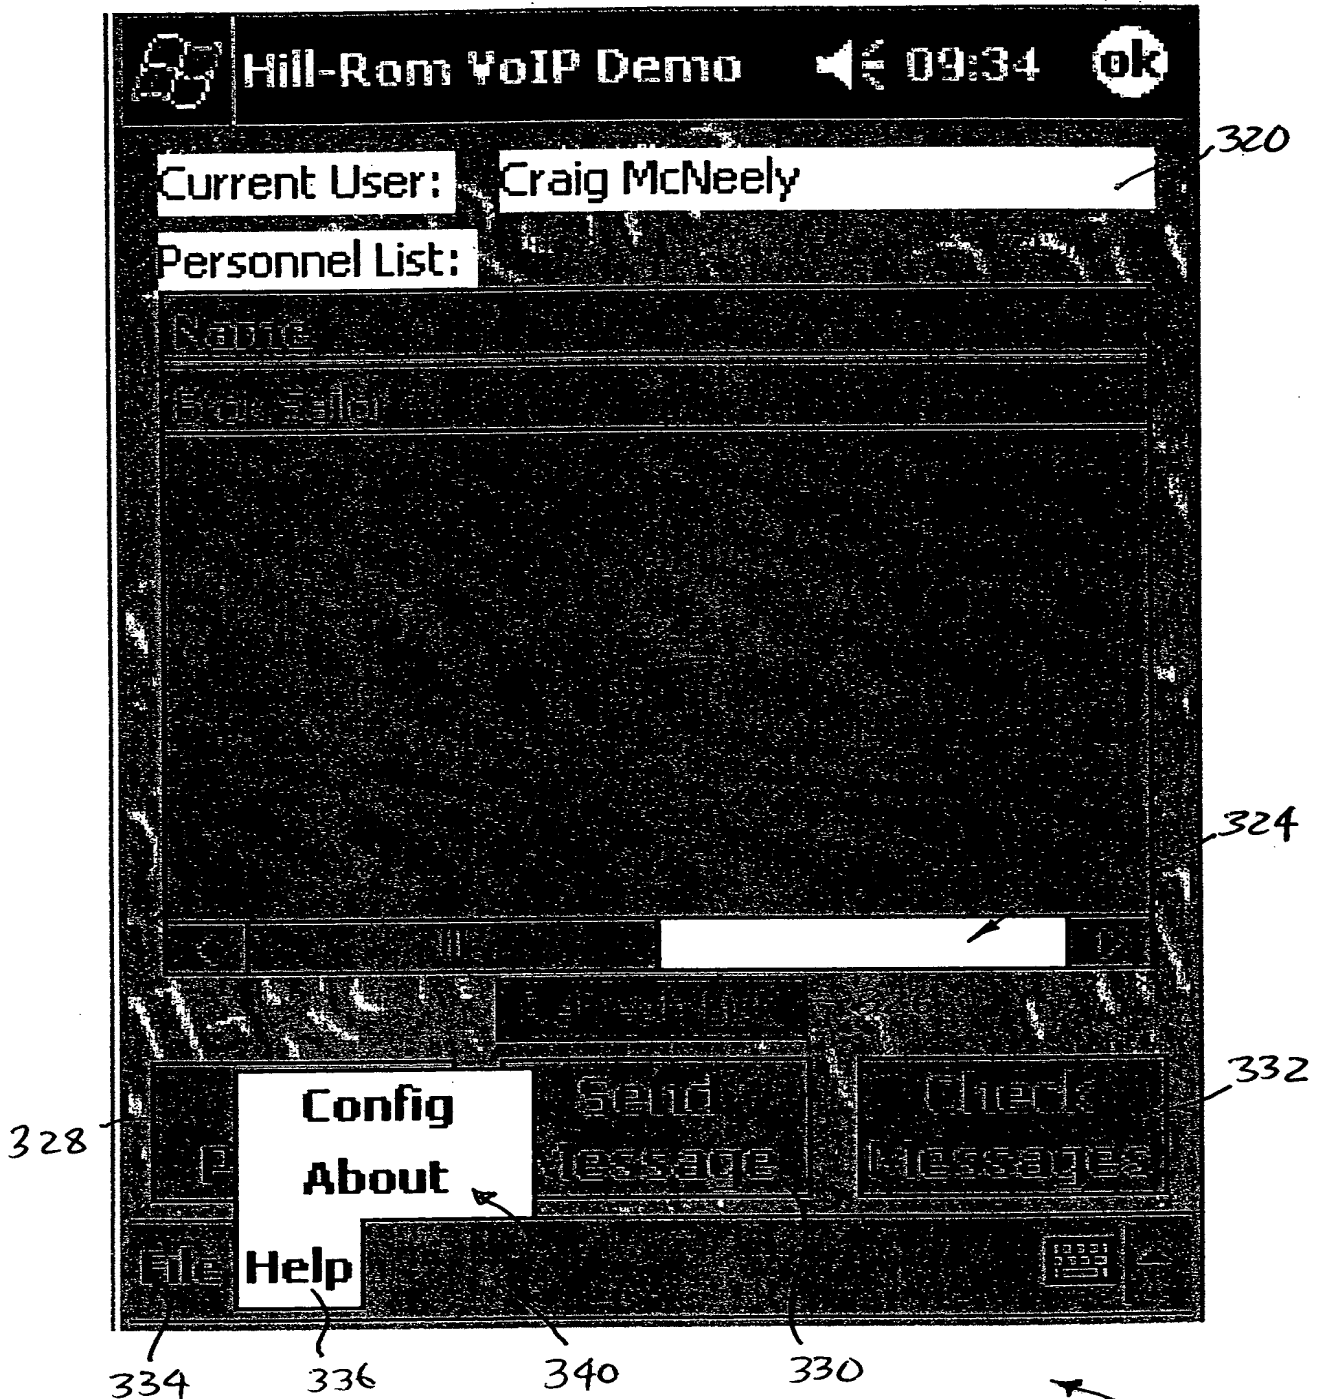 Hill-Rom VoIP Demo 09:34 ok
320
Current User: Craig McNeely
Personnel List:
Name
324
332
Config Send Check
328
About Message Messages
File Help
334 336 340 330